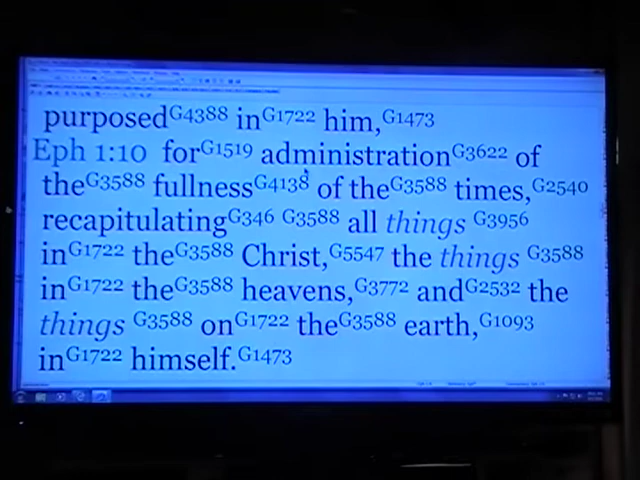 purposedG4388 inG1722 him,G1473
Eph 1:10 forG1519 administrationG3622 of
theG3588 fullnessG4138 of theG3588 times,G2540
recapitulatingG346 G3588 all things G3956
inG1722 theG3588 Christ,G5547 the things G3588
inG1722 theG3588 heavens,G3772 andG2532 the
things G3588 onG1722 theG3588 earth,G1093
inG1722 himself.G1473